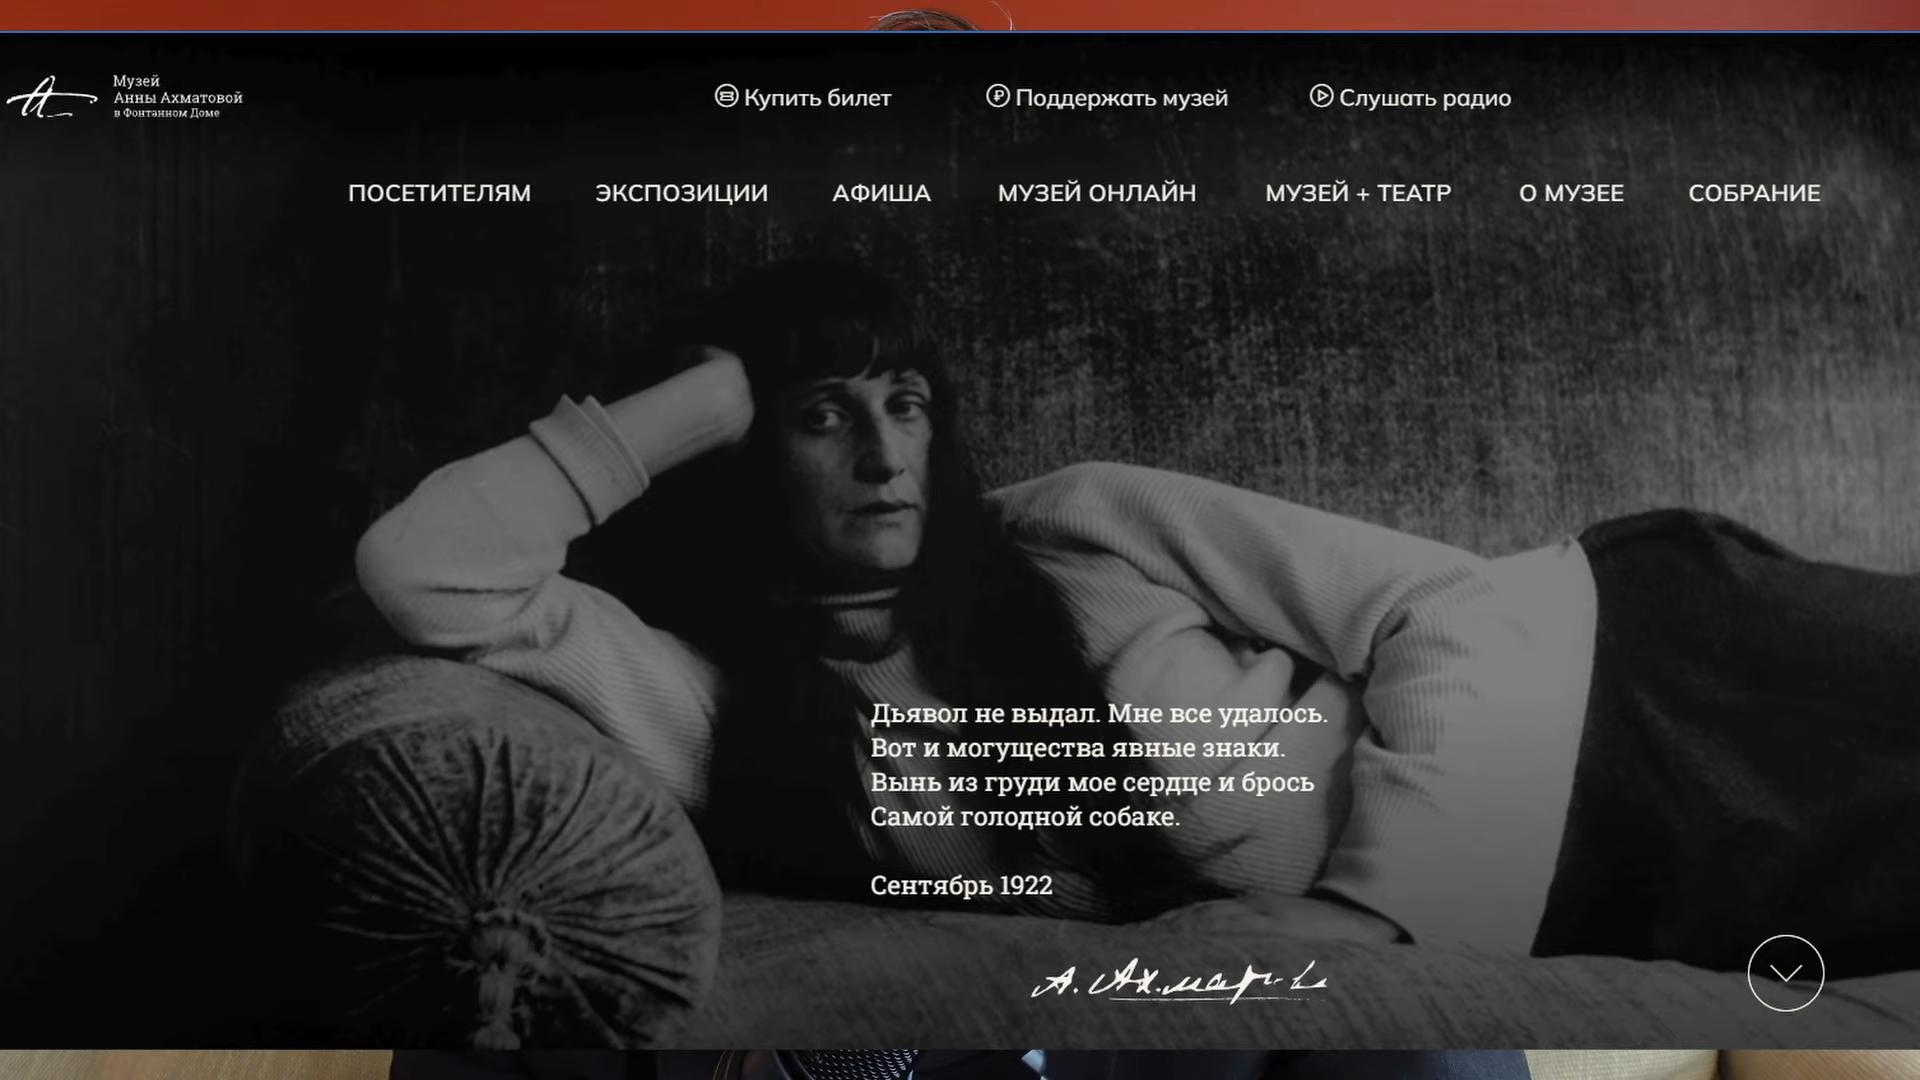 Музей
Анны Ахматовой
в Фонтанном Доме
Купить билет
Поддержать музей
Слушать радио
ПОСЕТИТЕЛЯМ
ЭКСПОЗИЦИИ
АФИША
МУЗЕЙ ОНЛАЙН
МУЗЕЙ + ТЕАТР
О МУЗЕЕ
СОБРАНИЕ
Дьявол не выдал. Мне все удалось.
Вот и могущества явные знаки.
Вынь из груди мое сердце и брось
Самой голодной собаке.
Сентябрь 1922
А. Ахматова